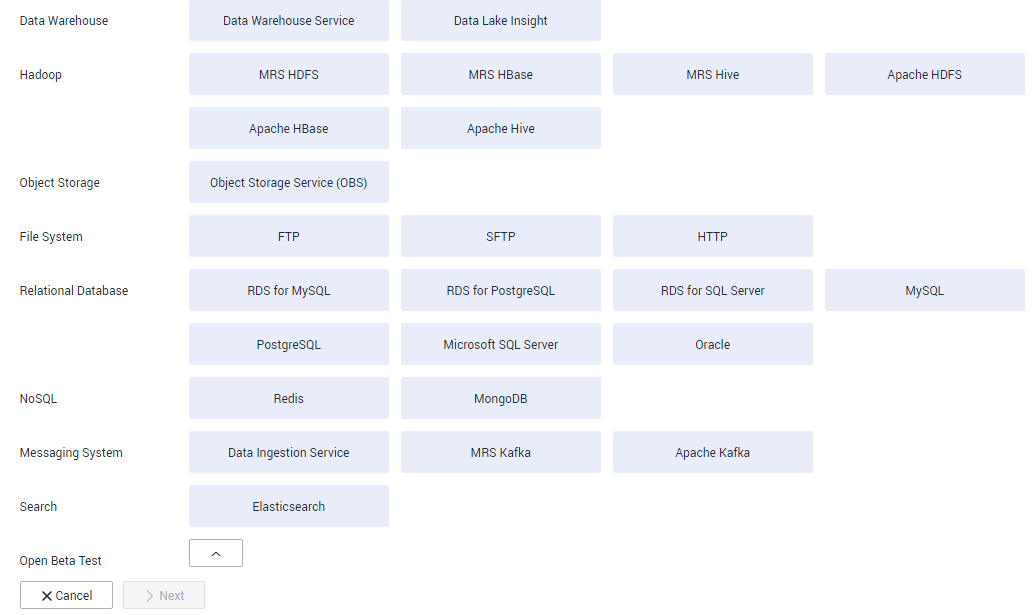 Data Warehouse Data Warehouse Service Data Lake Insight
Hadoop MRS HDFS MRS HBase MRS Hive Apache HDFS
Apache HBase Apache Hive
Object Storage Object Storage Service (OBS)
File System FTP SFTP HTTP
Relational Database RDS for MySQL RDS for PostgreSQL RDS for SQL Server MySQL
PostgreSQL Microsoft SQL Server Oracle
NoSQL Redis MongoDB
Messaging System Data Ingestion Service MRS Kafka Apache Kafka
Search Elasticsearch
Open Beta Test
Cancel Next